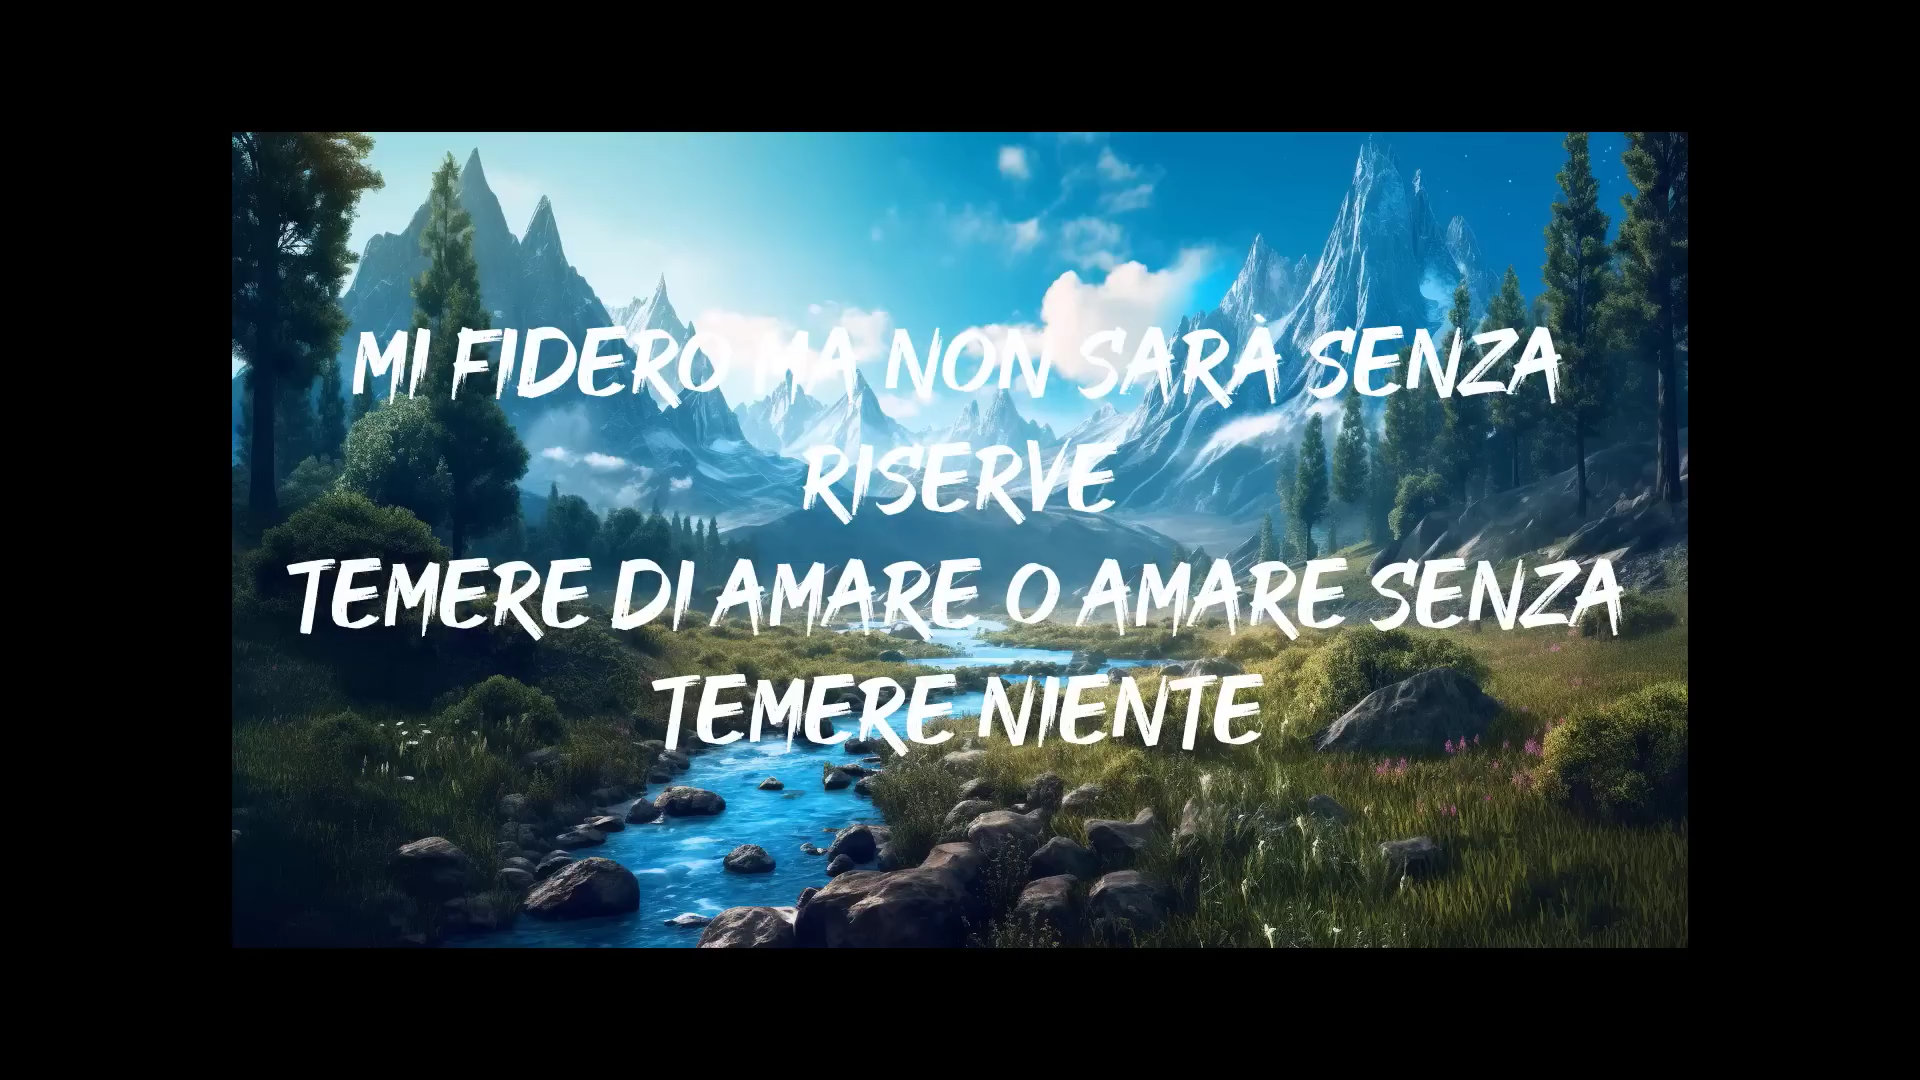 MI FIDERO MA NON SARÀ SENZA
RISERVE
TEMERE DI AMARE O AMARE SENZA
TEMERE NIENTE